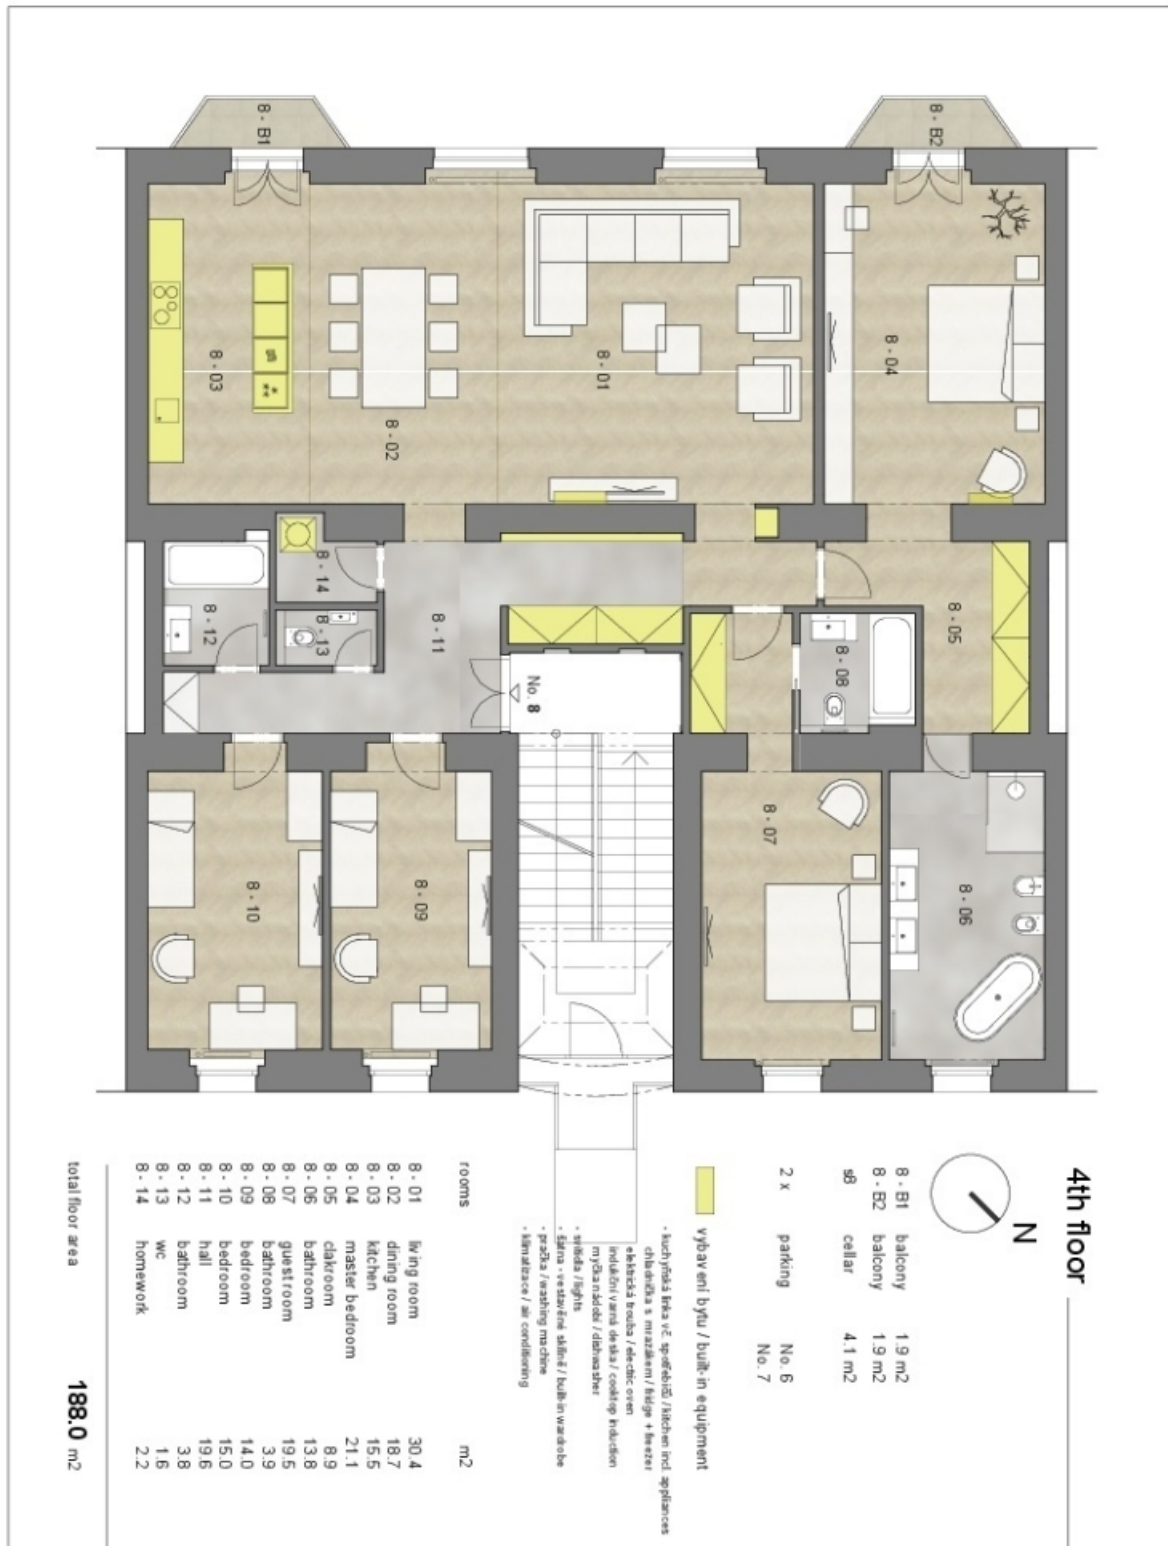 8 - B1
8 - B2
8 - 03
8 - 02
8 - 01
8 - 04
8 - 14
8 - 12
8 - 13
8 - 11
No. 8
8 - 08
8 - 05
8 - 10
8 - 09
8 - 07
8 - 06
4th floor
N
8 - B1 balcony 1.9 m2
8 - B2 balcony 1.9 m2
s8 cellar 4.1 m2
2 x parking No. 6
No. 7
vybavení bytu / built-in equipment
- kuchyňská linka vč. spotřebičů / kitchen incl. appliances
chladnička s mrazákem / fridge + freezer
elektrická trouba / electric oven
indukční varná deska / cooktop induction
myčka nádobí / dishwasher
- svítidla / lights
- šatna - vestavěné skříně / built-in wardrobe
- pračka / washing machine
- klimatizace / air conditioning
rooms m2
8 - 01 living room 30.4
8 - 02 dining room 18.7
8 - 03 kitchen 15.5
8 - 04 master bedroom 21.1
8 - 05 clakroom 8.9
8 - 06 bathroom 13.8
8 - 07 guest room 19.5
8 - 08 bathroom 3.9
8 - 09 bedroom 14.0
8 - 10 bedroom 15.0
8 - 11 hall 19.6
8 - 12 bathroom 3.8
8 - 13 wc 1.6
8 - 14 homework 2.2
total floor area 188.0 m2